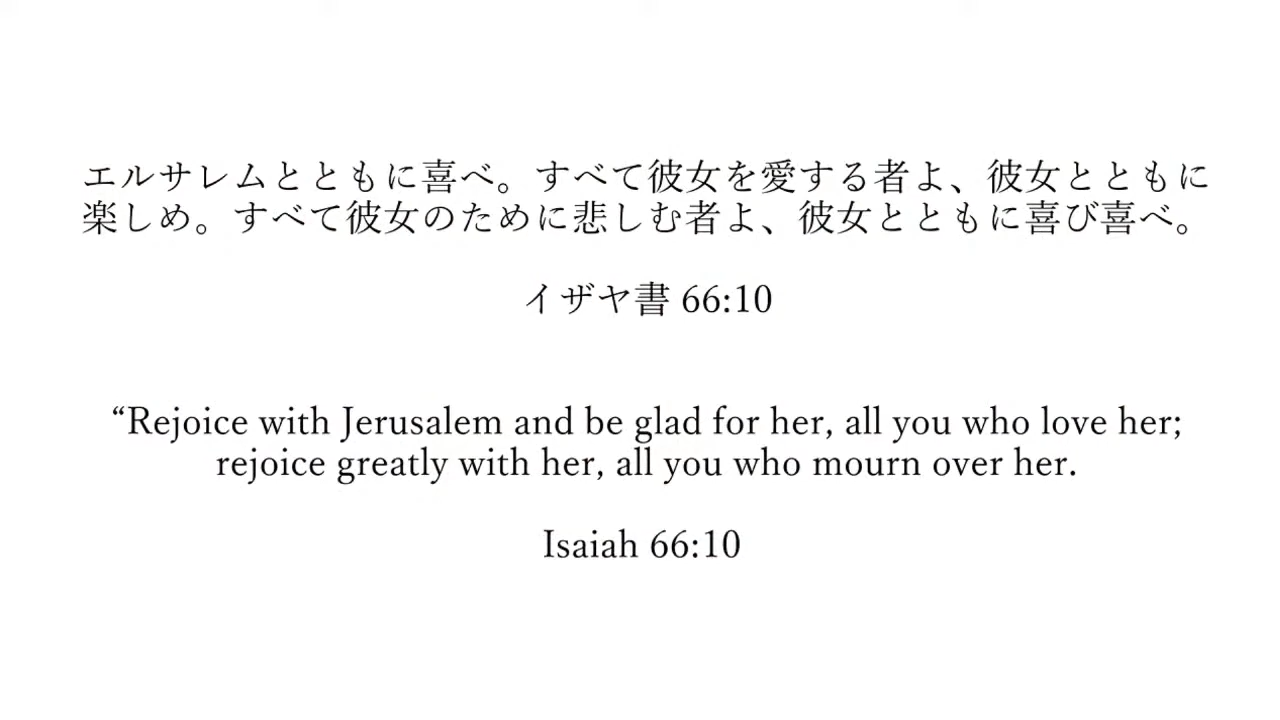 エルサレムとともに喜べ。すべて彼女を愛する者よ、彼女とともに
楽しめ。すべて彼女のために悲しむ者よ、彼女とともに喜び喜べ。
イザヤ書 66:10
“Rejoice with Jerusalem and be glad for her, all you who love her;
rejoice greatly with her, all you who mourn over her.
Isaiah 66:10